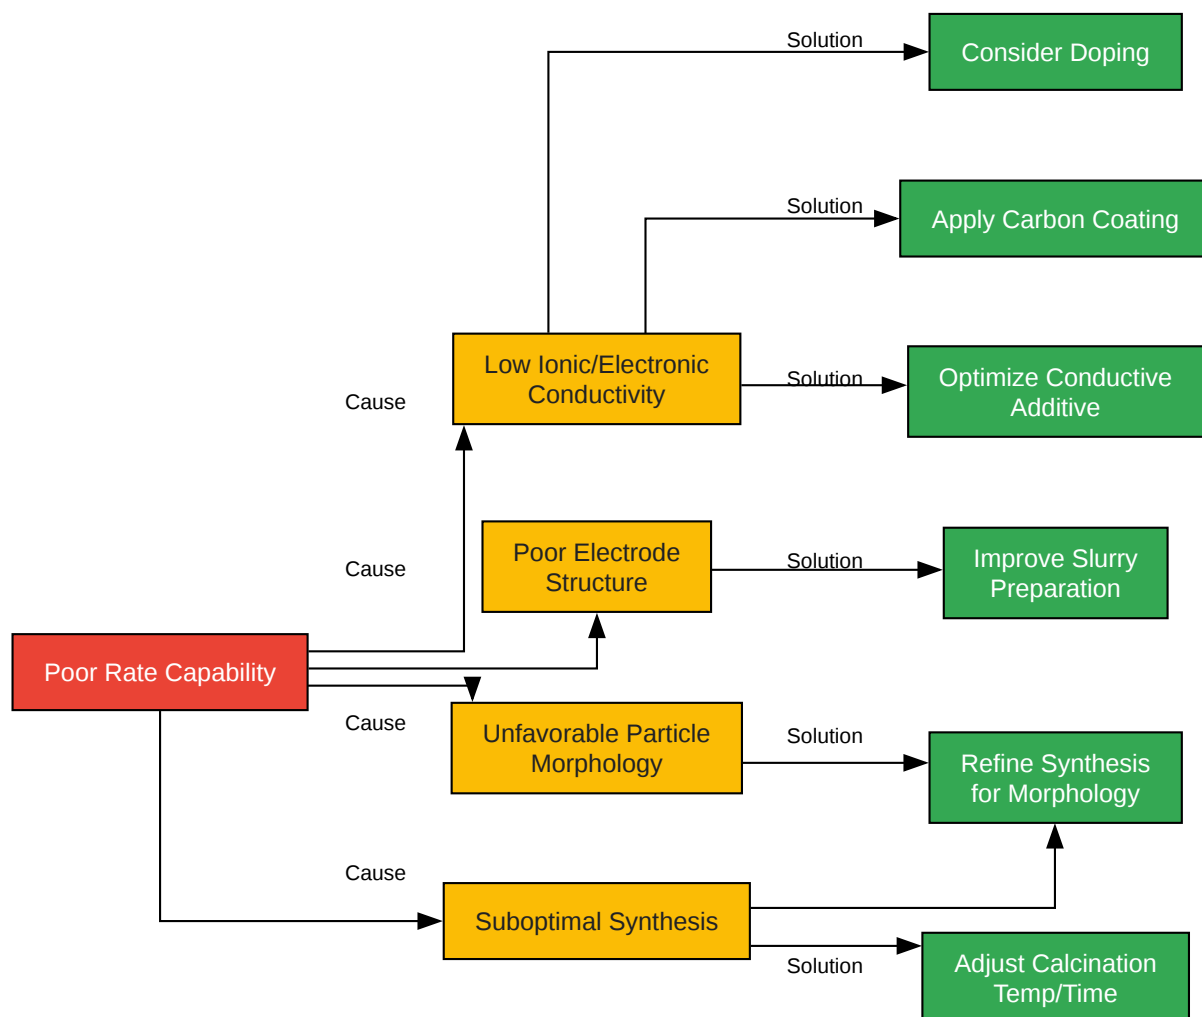 Solution
Consider Doping
Solution
Apply Carbon Coating
Low Ionic/Electronic
Conductivity
Solution
Optimize Conductive
Additive
Cause
Cause
Poor Electrode
Structure
Solution
Improve Slurry
Preparation
Poor Rate Capability
Cause
Unfavorable Particle
Morphology
Solution
Refine Synthesis
for Morphology
Cause
Suboptimal Synthesis
Solution
Adjust Calcination
Temp/Time